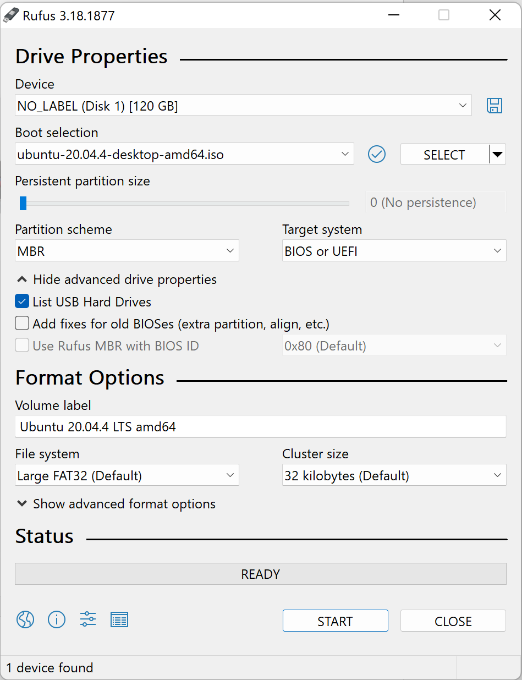 Rufus 3.18.1877
Drive Properties
Device
NO_LABEL (Disk 1) [120 GB]
Boot selection
ubuntu-20.04.4-desktop-amd64.iso
SELECT
Persistent partition size
0 (No persistence)
Partition scheme Target system
MBR BIOS or UEFI
Hide advanced drive properties
List USB Hard Drives
Add fixes for old BIOSes (extra partition, align, etc.)
Use Rufus MBR with BIOS ID 0x80 (Default)
Format Options
Volume label
Ubuntu 20.04.4 LTS amd64
File system Cluster size
Large FAT32 (Default) 32 kilobytes (Default)
Show advanced format options
Status
READY
START CLOSE
1 device found